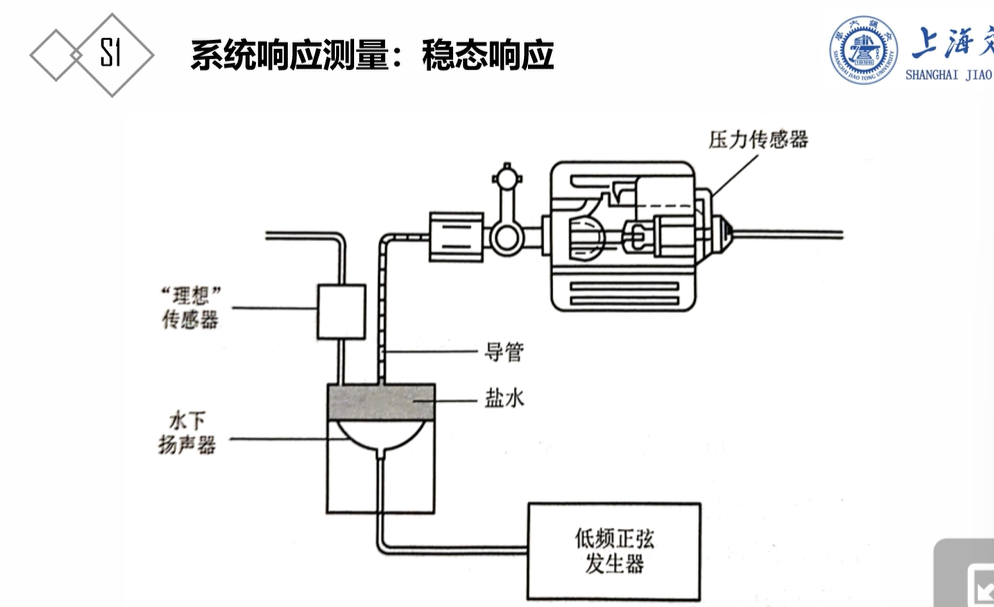 S1
系统响应测量：稳态响应
上海交
SHANGHAI JIAO
压力传感器
“理想”
传感器
导管
盐水
水下
扬声器
低频正弦
发生器